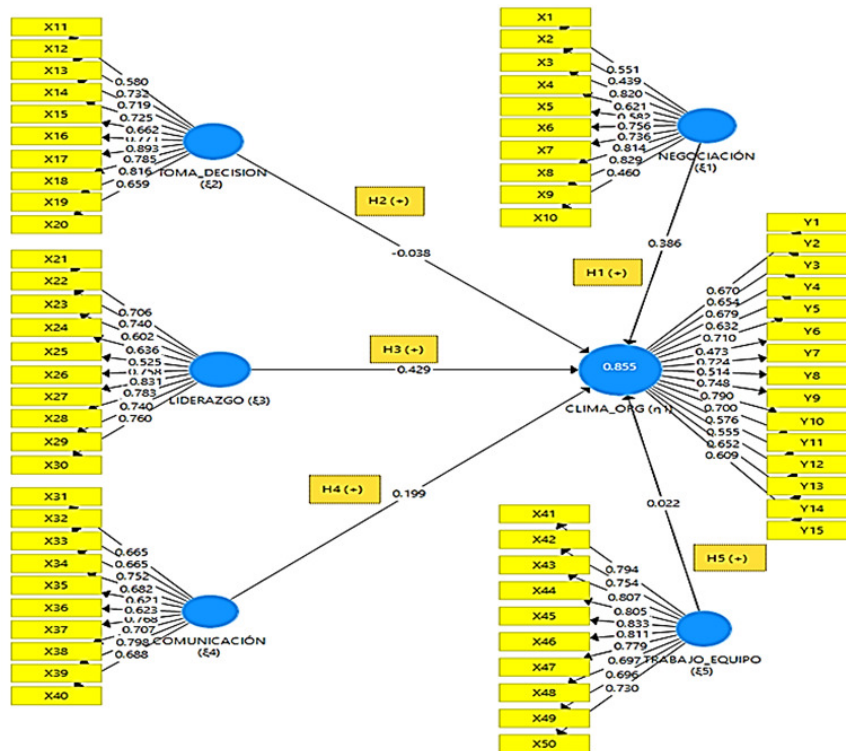 X11
X12
X13
X14
X15
X16
X17
X18
X19
X20
0.580
0.732
0.719
0.725
0.662
0.771
0.893
0.785
0.816
0.659
TOMA_DECISION
(ξ2)
H2 (+)
-0.038
X1
X2
X3
X4
X5
X6
X7
X8
X9
X10
0.551
0.439
0.820
0.621
0.582
0.756
0.736
0.814
0.829
0.460
NEGOCIACIÓN
(ξ1)
H1 (+)
0.386
X21
X22
X23
X24
X25
X26
X27
X28
X29
X30
0.706
0.740
0.602
0.636
0.525
0.758
0.831
0.783
0.740
0.760
LIDERAZGO (ξ3)
H3 (+)
0.429
0.855
CLIMA_ORG (η1)
0.670
0.654
0.679
0.632
0.710
0.473
0.724
0.514
0.748
0.790
0.700
0.576
0.555
0.652
0.609
Y1
Y2
Y3
Y4
Y5
Y6
Y7
Y8
Y9
Y10
Y11
Y12
Y13
Y14
Y15
X31
X32
X33
X34
X35
X36
X37
X38
X39
X40
0.665
0.665
0.752
0.682
0.621
0.623
0.768
0.707
0.798
0.688
COMUNICACIÓN
(ξ4)
H4 (+)
0.199
X41
X42
X43
X44
X45
X46
X47
X48
X49
X50
0.794
0.754
0.807
0.805
0.833
0.811
0.779
0.697
0.696
0.730
TRABAJO_EQUIPO
(ξ5)
H5 (+)
0.022